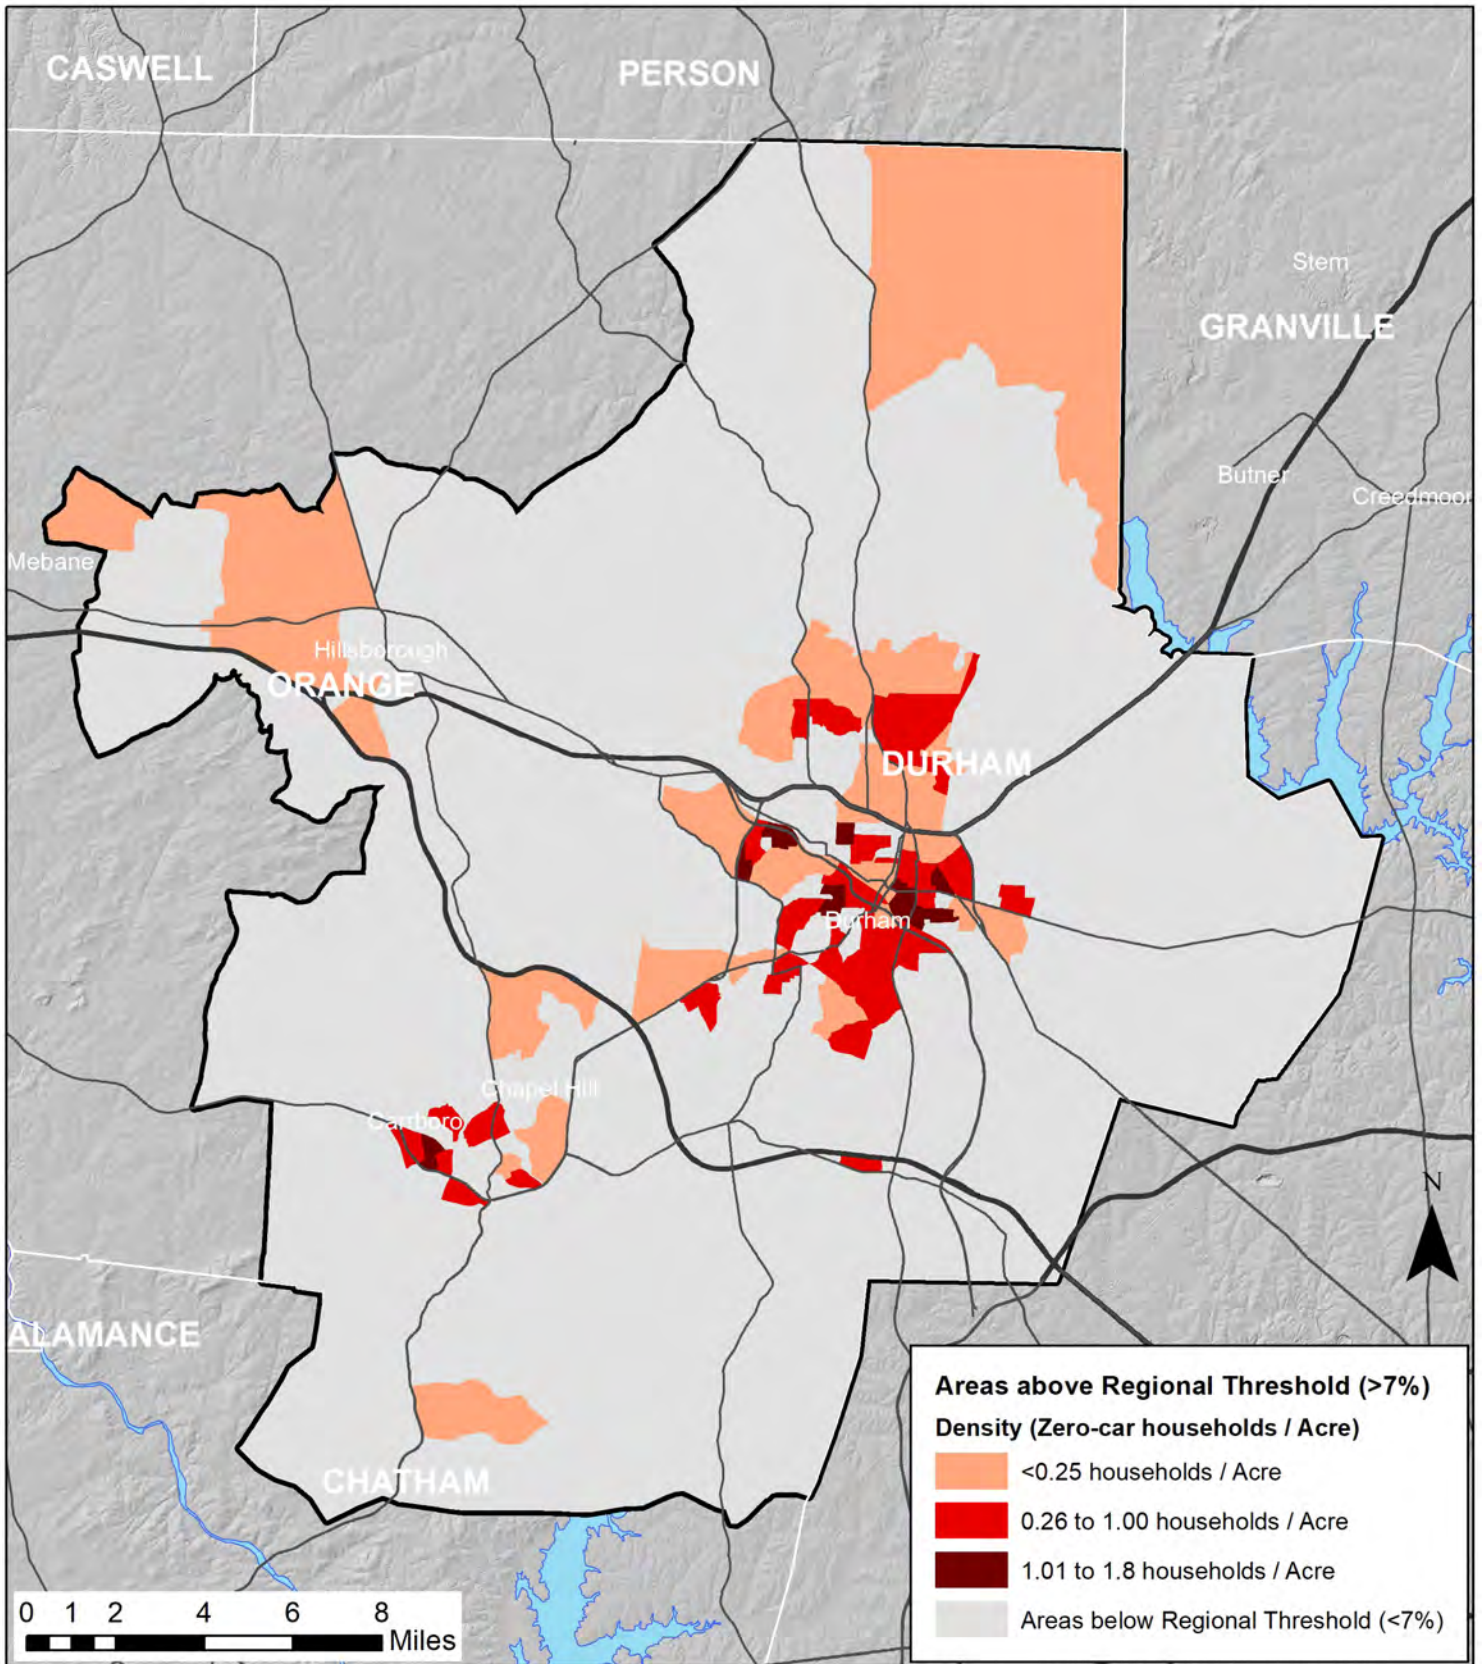 CASWELL
PERSON
Stem
GRANVILLE
Butner
Creedmoor
Mebane
Hillsborough
ORANGE
DURHAM
Durham
Chapel Hill
Carrboro
N
ALAMANCE
CHATHAM
Areas above Regional Threshold (>7%)
Density (Zero-car households / Acre)
<0.25 households / Acre
0.26 to 1.00 households / Acre
1.01 to 1.8 households / Acre
Areas below Regional Threshold (<7%)
0 1 2 4 6 8
Miles